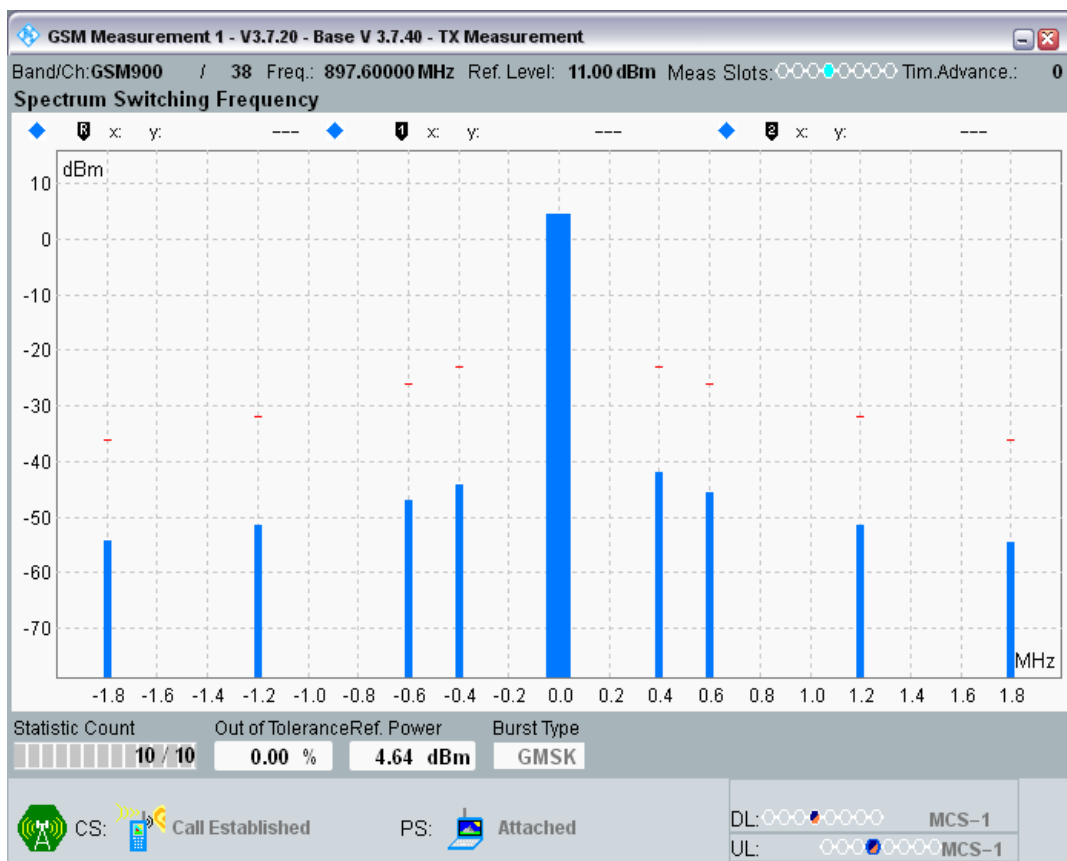 GSM Measurement 1 - V3.7.20 - Base V 3.7.40 - TX Measurement
Band/Ch:GSM900 / 38 Freq.: 897.60000 MHz Ref. Level: 11.00 dBm Meas Slots: Tim.Advance.: 0
Spectrum Switching Frequency
R x: y: --- 1 x: y: --- 2 x: y: ---
dBm
10
0
-10
-20
-30
-40
-50
-60
-70
MHz
-1.8 -1.6 -1.4 -1.2 -1.0 -0.8 -0.6 -0.4 -0.2 0.0 0.2 0.4 0.6 0.8 1.0 1.2 1.4 1.6 1.8
Statistic Count Out of Tolerance Ref. Power Burst Type
10 / 10 0.00 % 4.64 dBm GMSK
CS: Call Established PS: Attached DL: MCS-1
UL: MCS-1